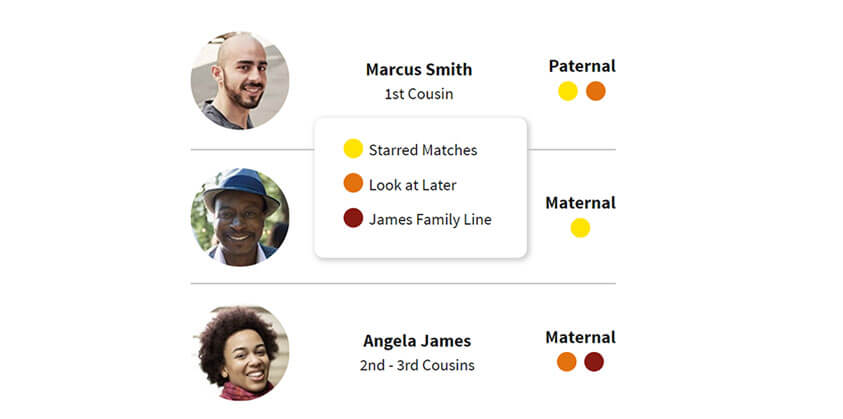 Marcus Smith
1st Cousin
Paternal
Starred Matches
Look at Later
James Family Line
Maternal
Angela James
2nd - 3rd Cousins
Maternal